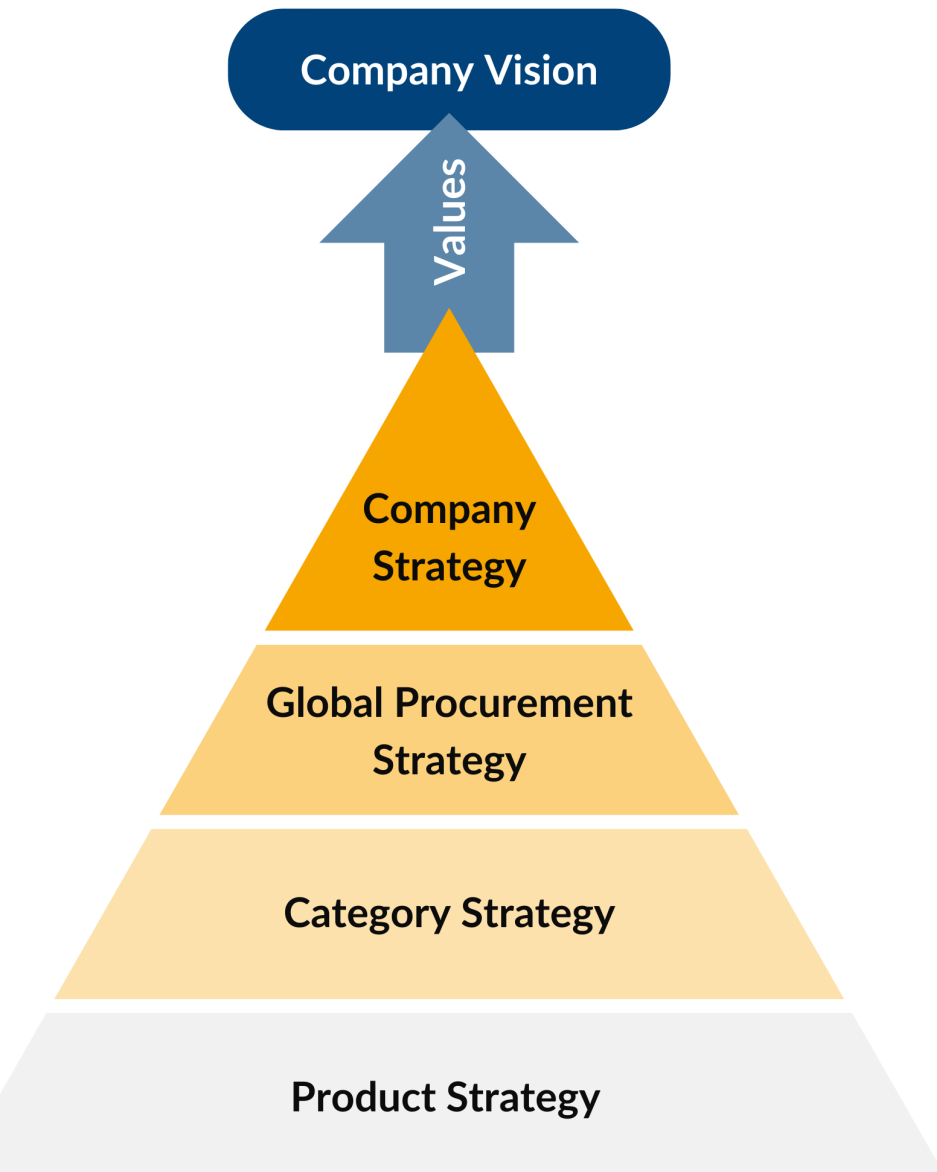 Company Vision
Values
Company
Strategy
Global Procurement
Strategy
Category Strategy
Product Strategy